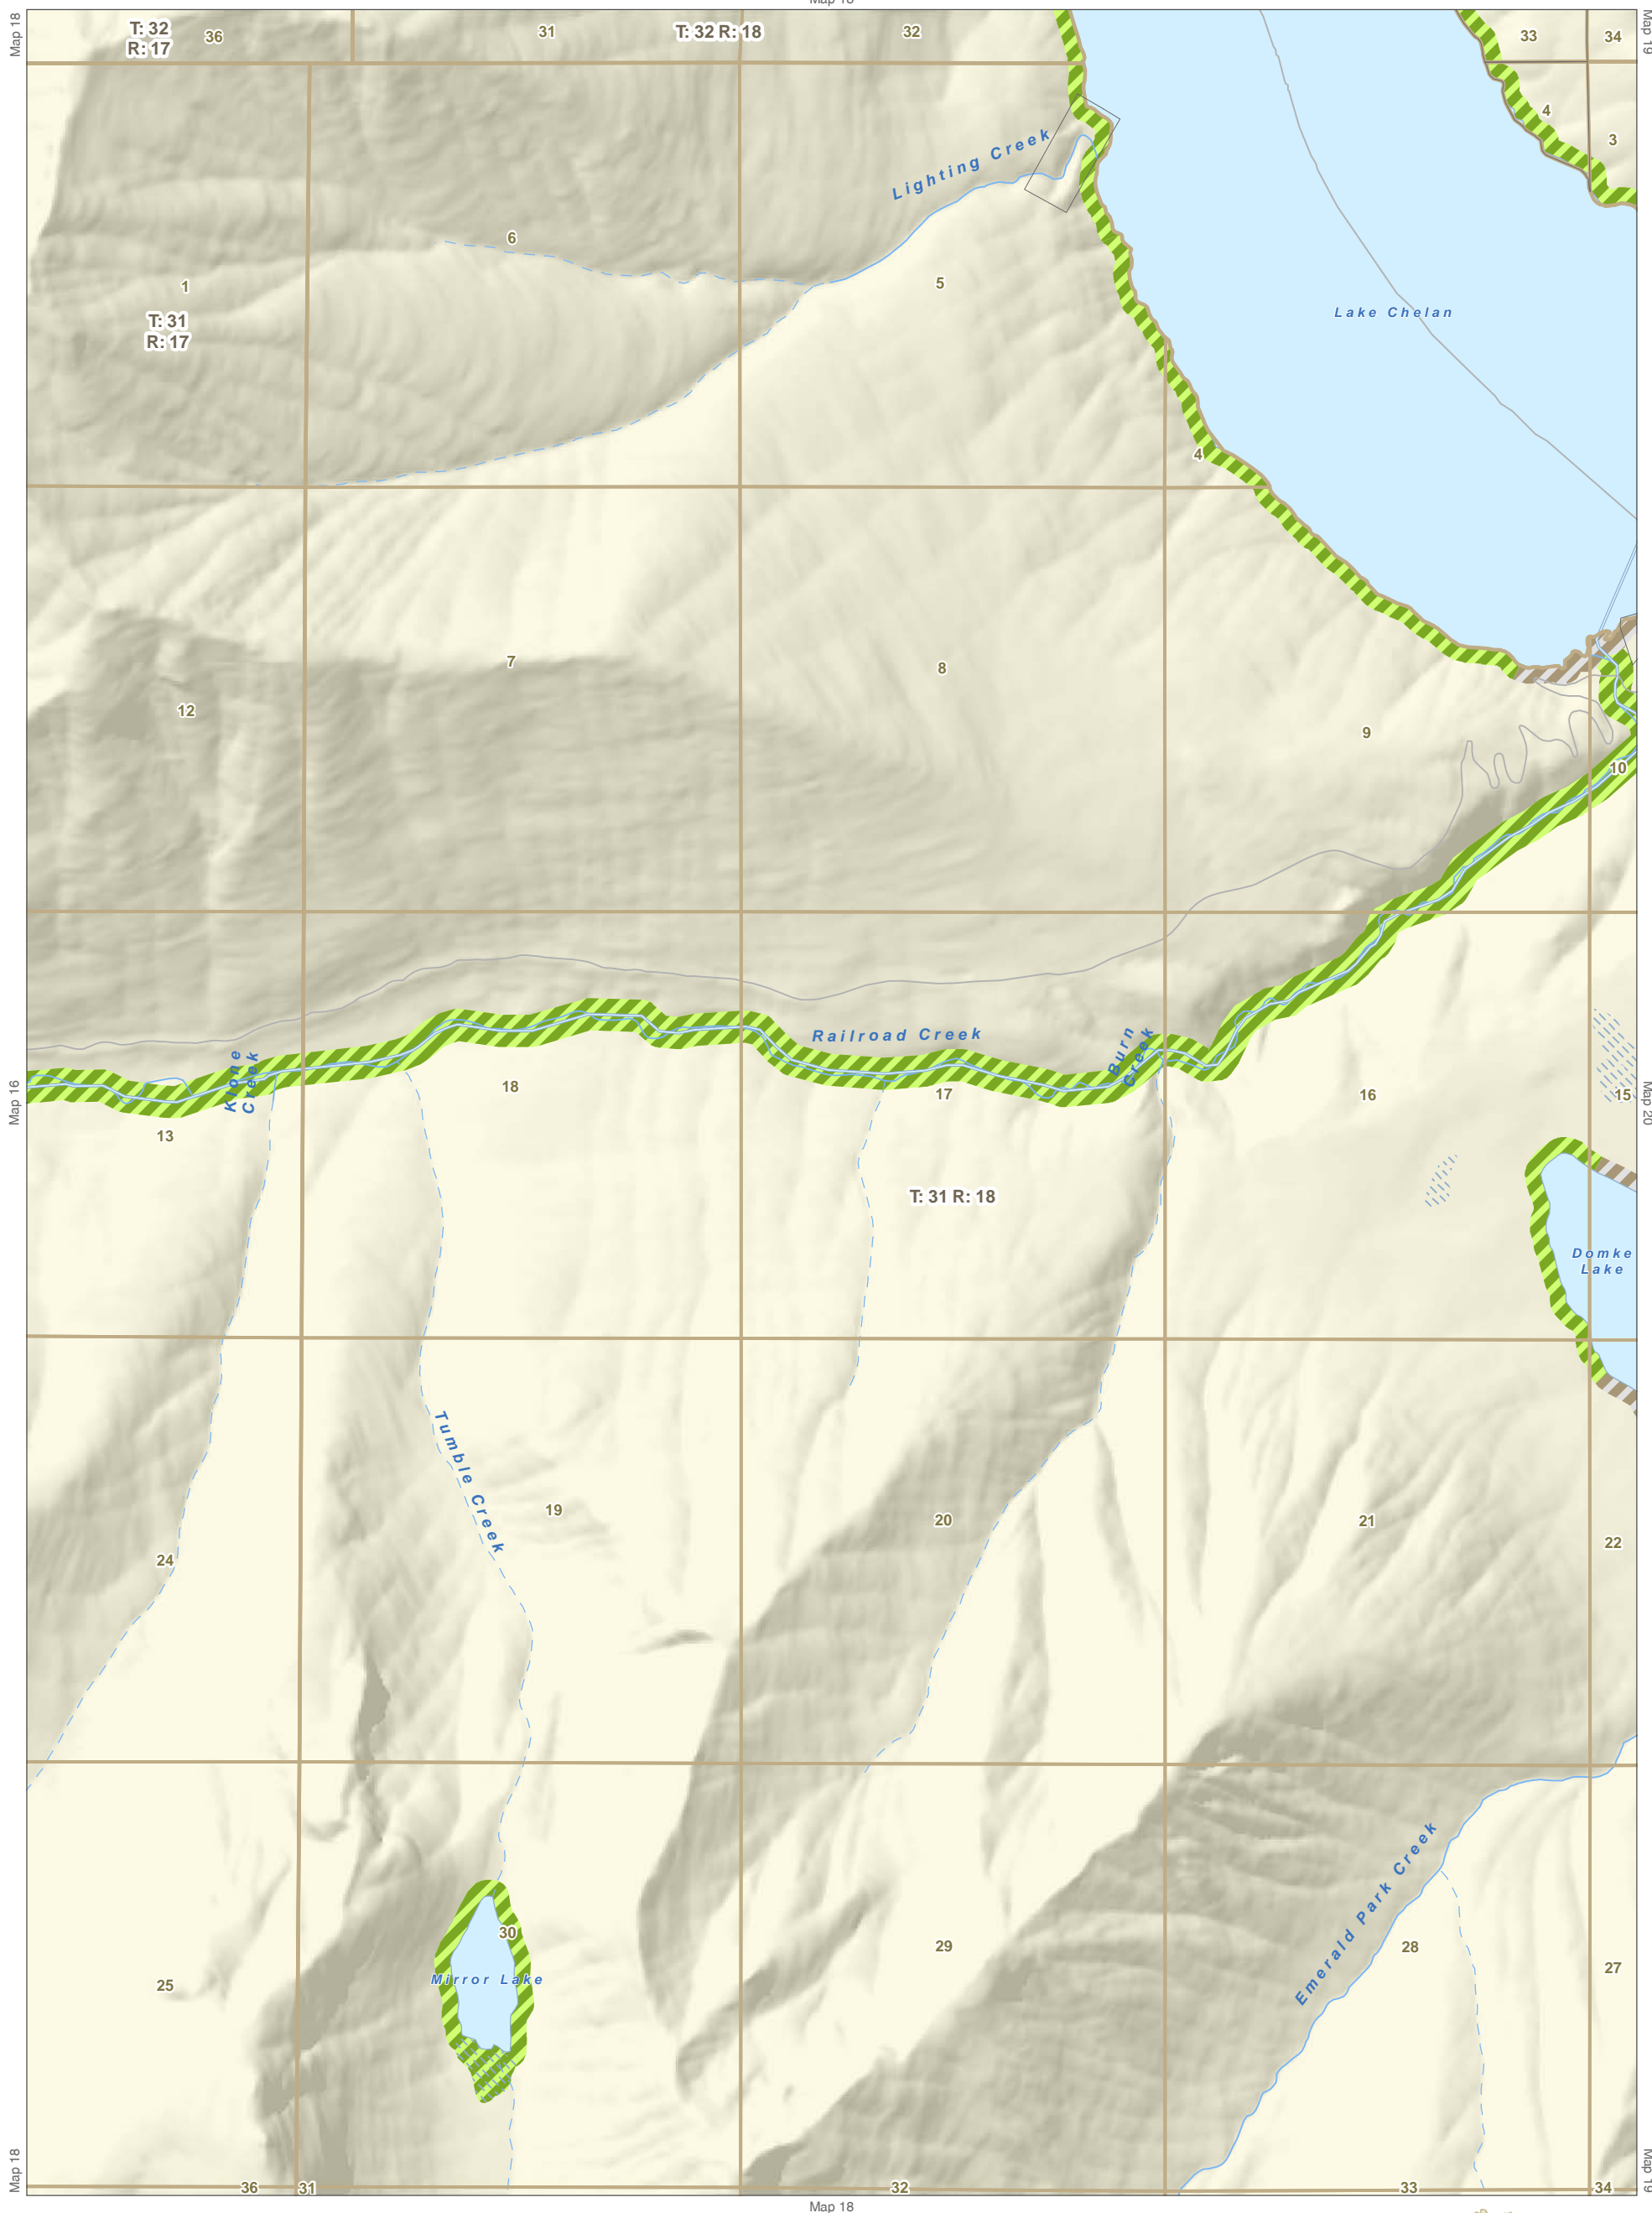 Map 18
Map 18
T: 32
R: 17
36
31
T: 32 R: 18
32
33
34
Map 19
4
3
Lighting Creek
6
5
1
T: 31
R: 17
Lake Chelan
4
7
8
12
9
10
Railroad Creek
Klone
Creek
Burn
Creek
18
17
16
15
13
Map 16
Map 20
T: 31 R: 18
Domke
Lake
Tumble Creek
19
20
21
22
24
Emerald Park Creek
30
29
28
27
25
Mirror Lake
36
31
32
33
34
Map 18
Map 19
Map 18